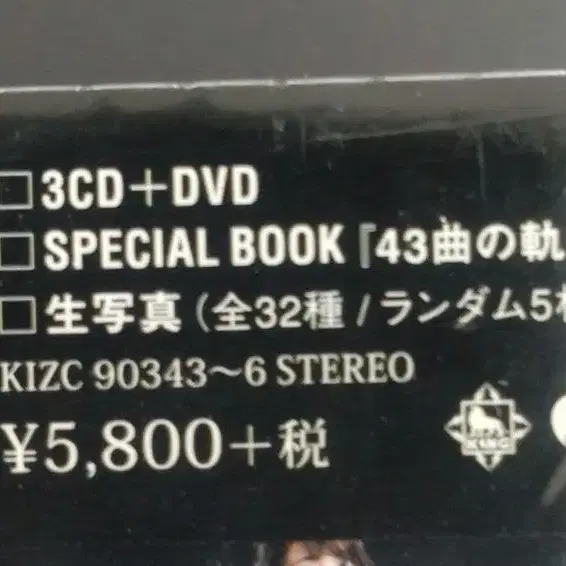 □3CD+DVD
□SPECIAL BOOK『43曲の軌
□生写真(全32種/ランダム5
KIZC 90343～6 STEREO
¥5,800+税
KING